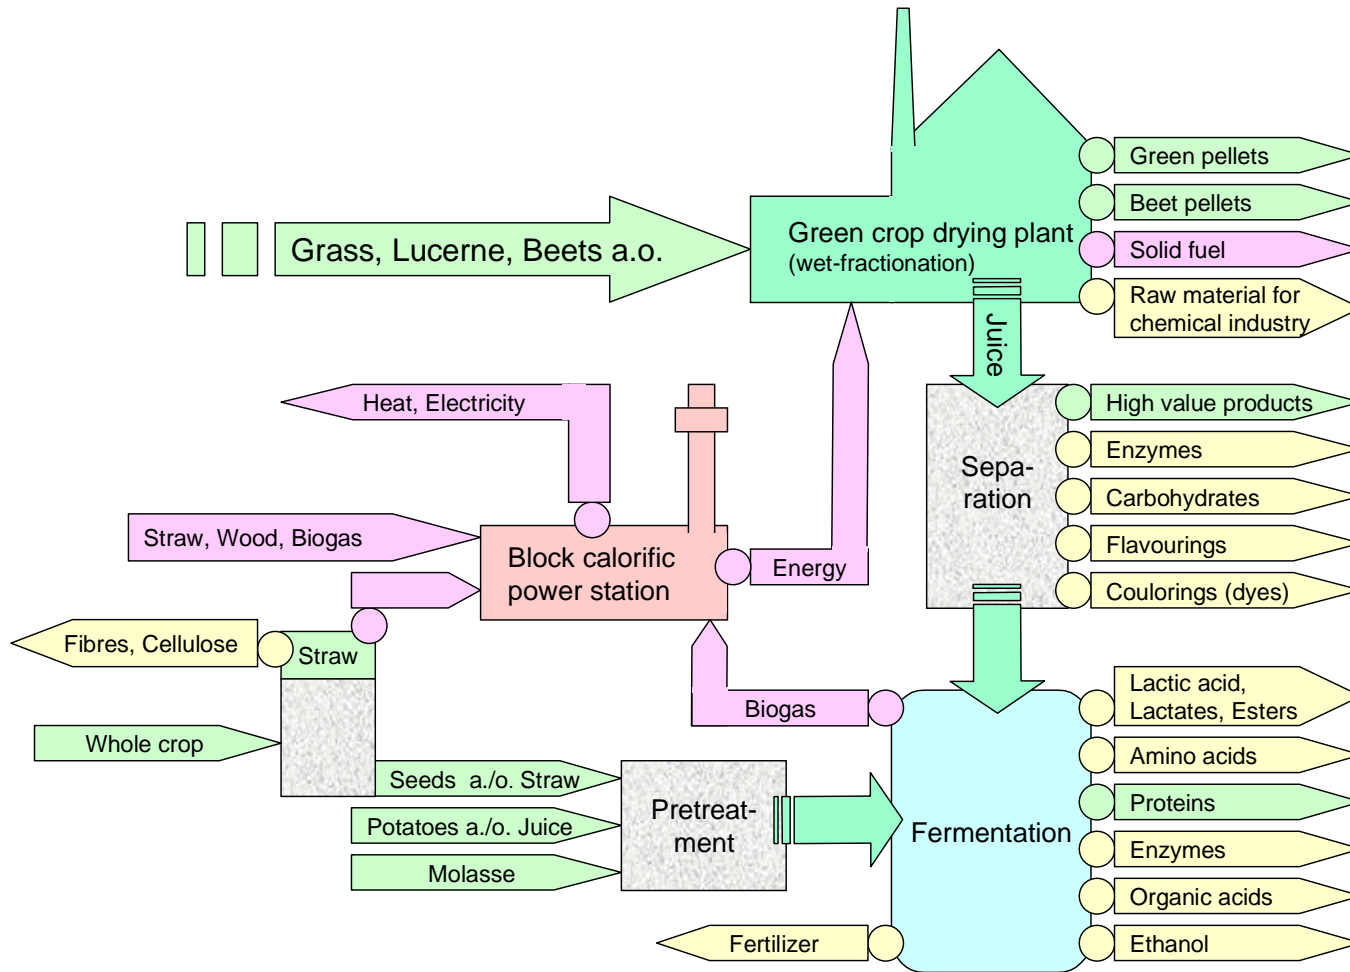 Green pellets
Beet pellets
Grass, Lucerne, Beets a.o.
Green crop drying plant
(wet-fractionation)
Solid fuel
Raw material for
chemical industry
Juice
Heat, Electricity
High value products
Enzymes
Sepa-
ration
Carbohydrates
Flavourings
Coulorings (dyes)
Straw, Wood, Biogas
Block calorific
power station
Energy
Fibres, Cellulose
Straw
Biogas
Lactic acid,
Lactates, Esters
Whole crop
Amino acids
Seeds a./o. Straw
Potatoes a./o. Juice
Molasse
Pretreat-
ment
Fermentation
Proteins
Enzymes
Organic acids
Fertilizer
Ethanol